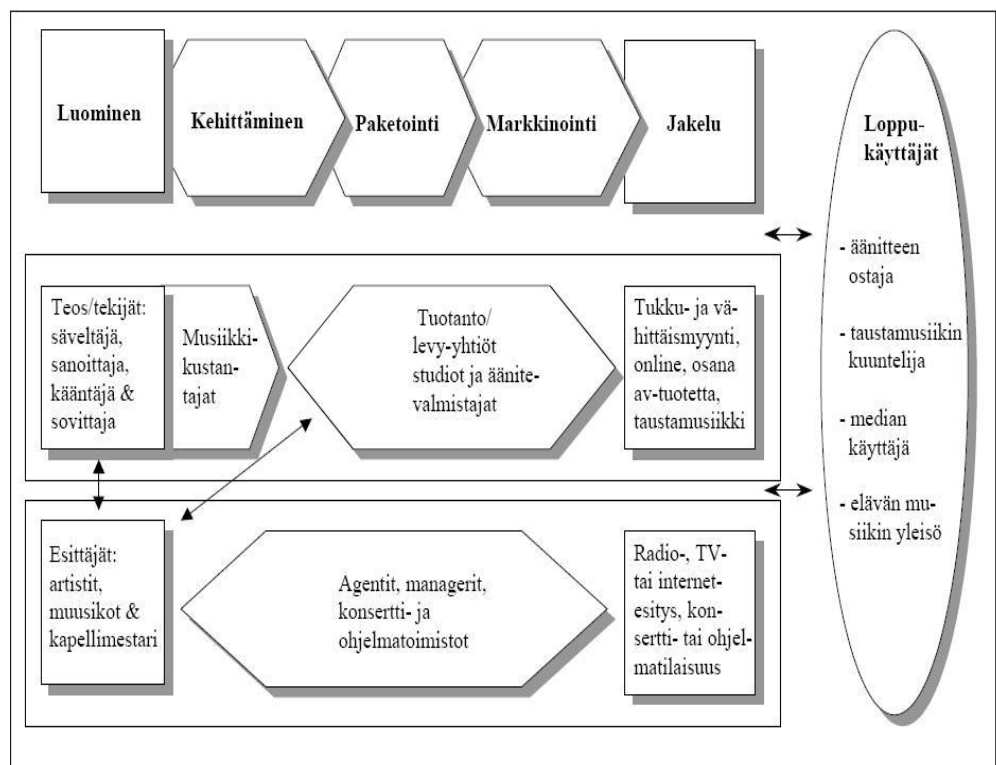 Luominen
Kehittäminen
Paketointi
Markkinointi
Jakelu
Loppu-
käyttäjät
- äänitteen
ostaja
- taustamusiikin
kuuntelija
- median
käyttäjä
- elävän mu-
siikin yleisö
Teos/tekijät:
säveltäjä,
sanoittaja,
kääntäjä &
sovittaja
Musiikki-
kustan-
tajat
Tuotanto/
levy-yhtiöt
studiot ja äänite-
valmistajat
Tukku- ja vä-
hittäismyynti,
online, osana
av-tuotetta,
taustamusiikki
Esittäjät:
artistit,
muusikot &
kapellimestari
Agentit, managerit,
konsertti- ja
ohjelmatoimistot
Radio-, TV-
tai internet-
esitys, kon-
sertti- tai ohjel-
matilaisuus